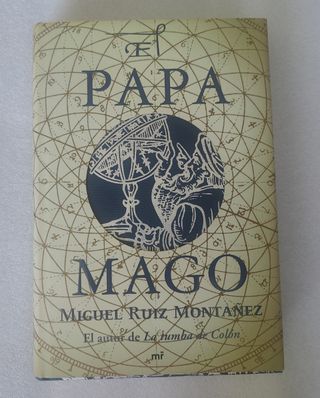 El
PAPA
MAGO
MIGUEL RUIZ MONTAÑEZ
El autor de La tumba de Colón
mr